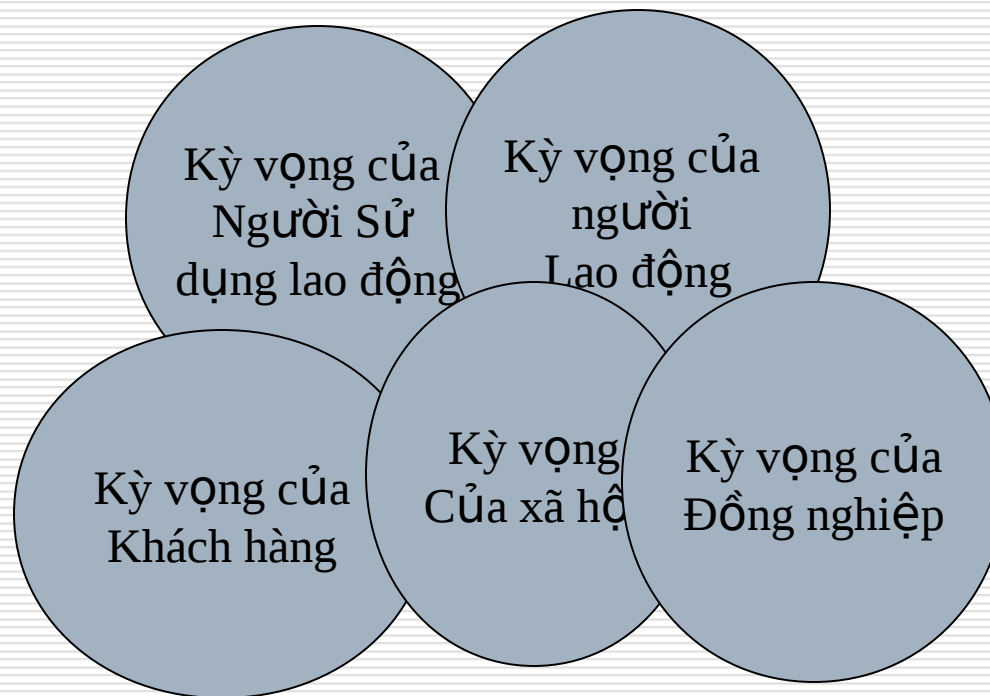 Kỳ vọng của
Người Sử
dụng lao động
Kỳ vọng của
người
Lao động
Kỳ vọng của
Khách hàng
Kỳ vọng
Của xã
Kỳ vọng của
Đồng nghiệp